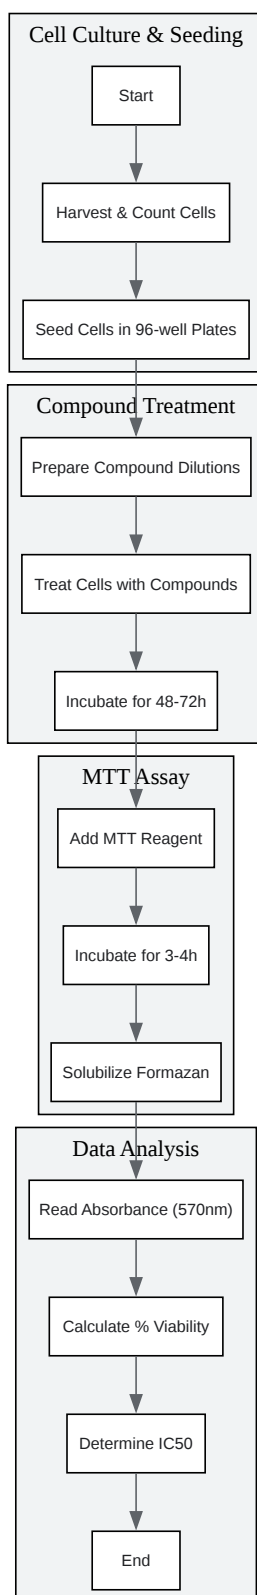 Cell Culture & Seeding
Start
Harvest & Count Cells
Seed Cells in 96-well Plates
Compound Treatment
Prepare Compound Dilutions
Treat Cells with Compounds
Incubate for 48-72h
MTT Assay
Add MTT Reagent
Incubate for 3-4h
Solubilize Formazan
Data Analysis
Read Absorbance (570nm)
Calculate % Viability
Determine IC50
End